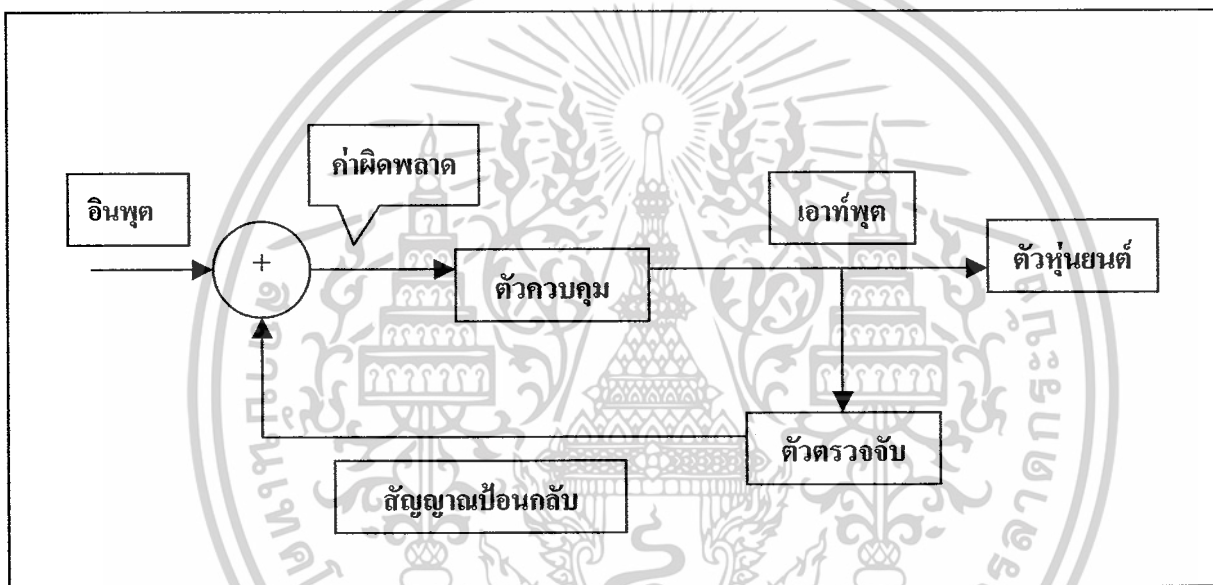 ค่าผิดพลาด
อินพุต
เอาท์พุต
+
ตัวควบคุม
ตัวหุ่นยนต์
ตัวตรวจจับ
สัญญาณป้อนกลับ